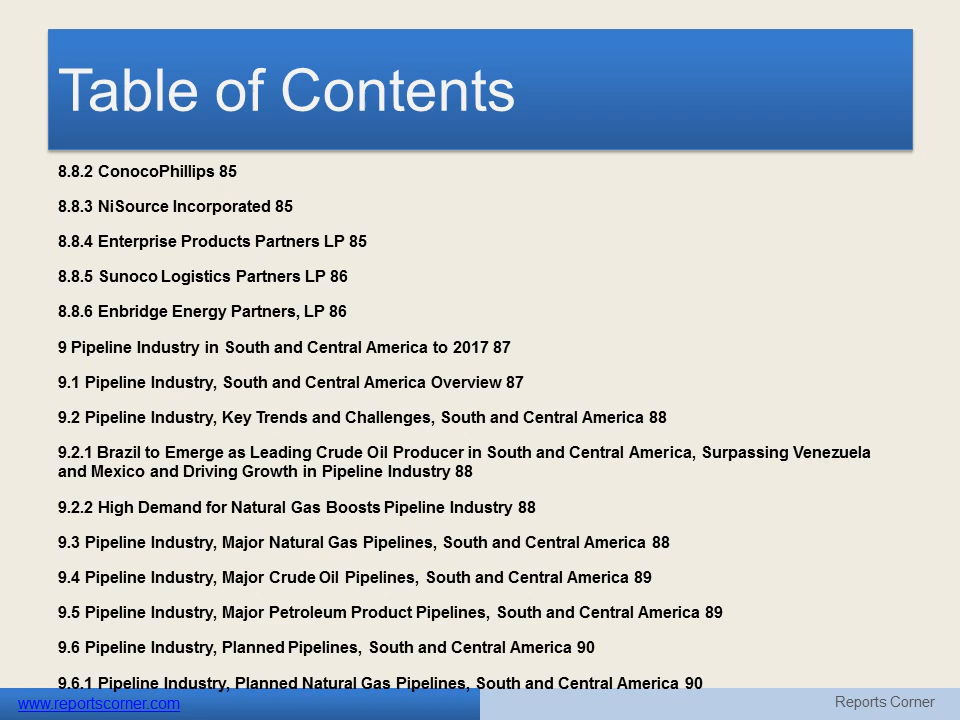 Table of Contents
8.8.2 ConocoPhillips 85
8.8.3 NiSource Incorporated 85
8.8.4 Enterprise Products Partners LP 85
8.8.5 Sunoco Logistics Partners LP 86
8.8.6 Enbridge Energy Partners, LP 86
9 Pipeline Industry in South and Central America to 2017 87
9.1 Pipeline Industry, South and Central America Overview 87
9.2 Pipeline Industry, Key Trends and Challenges, South and Central America 88
9.2.1 Brazil to Emerge as Leading Crude Oil Producer in South and Central America, Surpassing Venezuela
and Mexico and Driving Growth in Pipeline Industry 88
9.2.2 High Demand for Natural Gas Boosts Pipeline Industry 88
9.3 Pipeline Industry, Major Natural Gas Pipelines, South and Central America 88
9.4 Pipeline Industry, Major Crude Oil Pipelines, South and Central America 89
9.5 Pipeline Industry, Major Petroleum Product Pipelines, South and Central America 89
9.6 Pipeline Industry, Planned Pipelines, South and Central America 90
9.6.1 Pipeline Industry, Planned Natural Gas Pipelines, South and Central America 90
www.reportscorner.com
Reports Corner